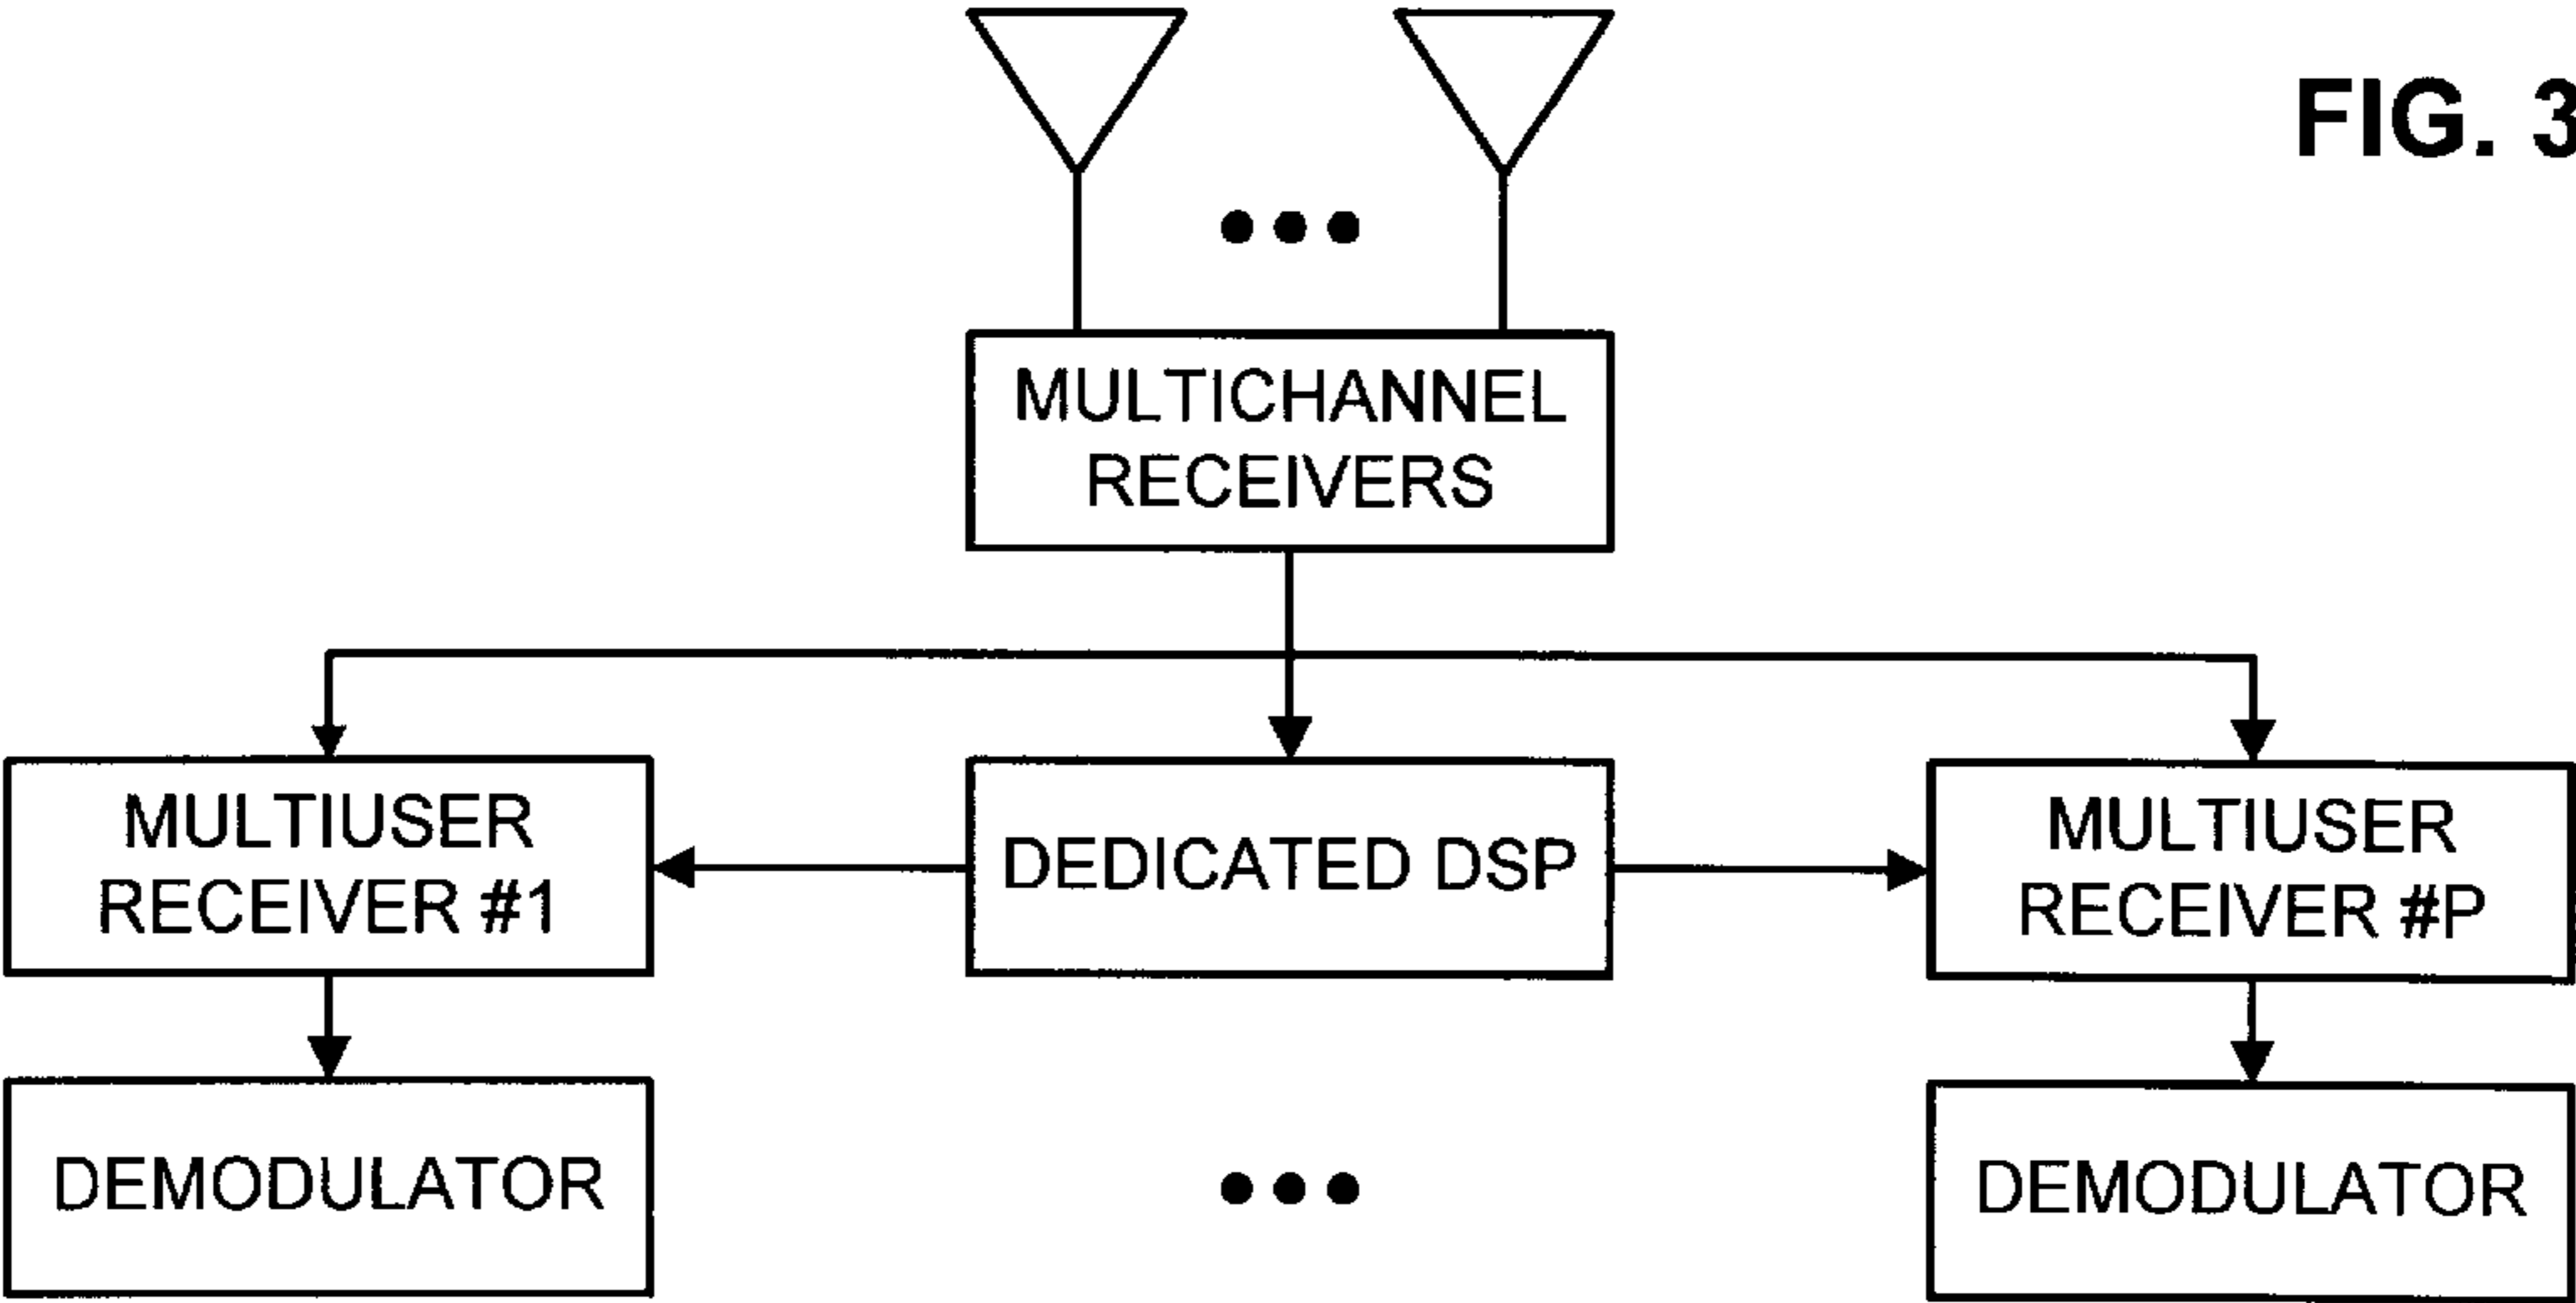 FIG. 3
MULTICHANNEL
RECEIVERS
MULTIUSER
RECEIVER #1
DEDICATED DSP
MULTIUSER
RECEIVER #P
DEMODULATOR
DEMODULATOR